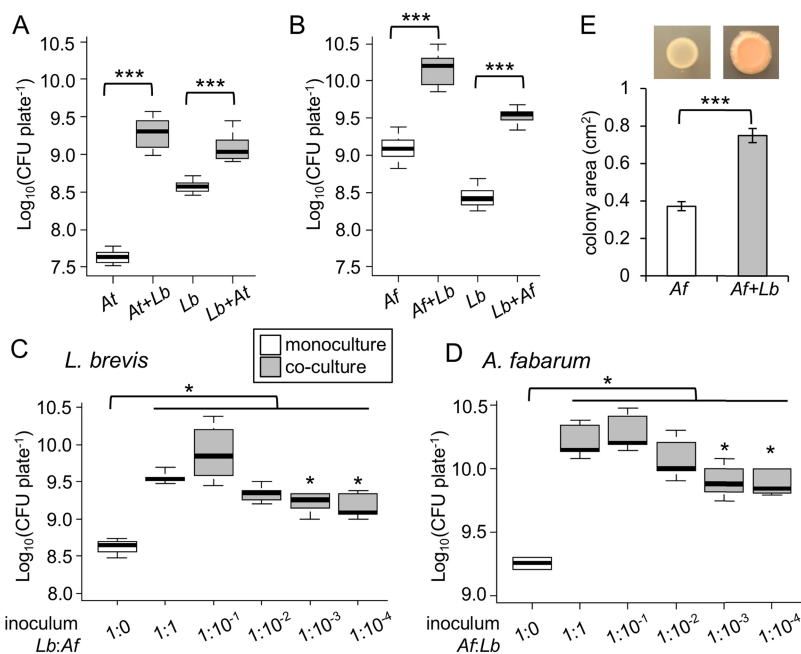 A
Log10(CFU plate-1)
10.5
10.0
9.5
9.0
8.5
8.0
7.5
***
***
At
At+Lb
Lb
Lb+At
B
Log10(CFU plate-1)
10.5
10.0
9.5
9.0
8.5
8.0
7.5
***
***
Af
Af+Lb
Lb
Lb+Af
E
colony area (cm2)
1
0.8
0.6
0.4
0.2
0
***
Af
Af+Lb
monoculture
co-culture
C
L. brevis
Log10(CFU plate-1)
10.5
10.0
9.5
9.0
8.5
8.0
*
*
*
inoculum
Lb:Af
1:0
1:1
1:10-1
1:10-2
1:10-3
1:10-4
D
A. fabarum
Log10(CFU plate-1)
10.5
10.0
9.5
9.0
*
*
*
inoculum
Af:Lb
1:0
1:1
1:10-1
1:10-2
1:10-3
1:10-4